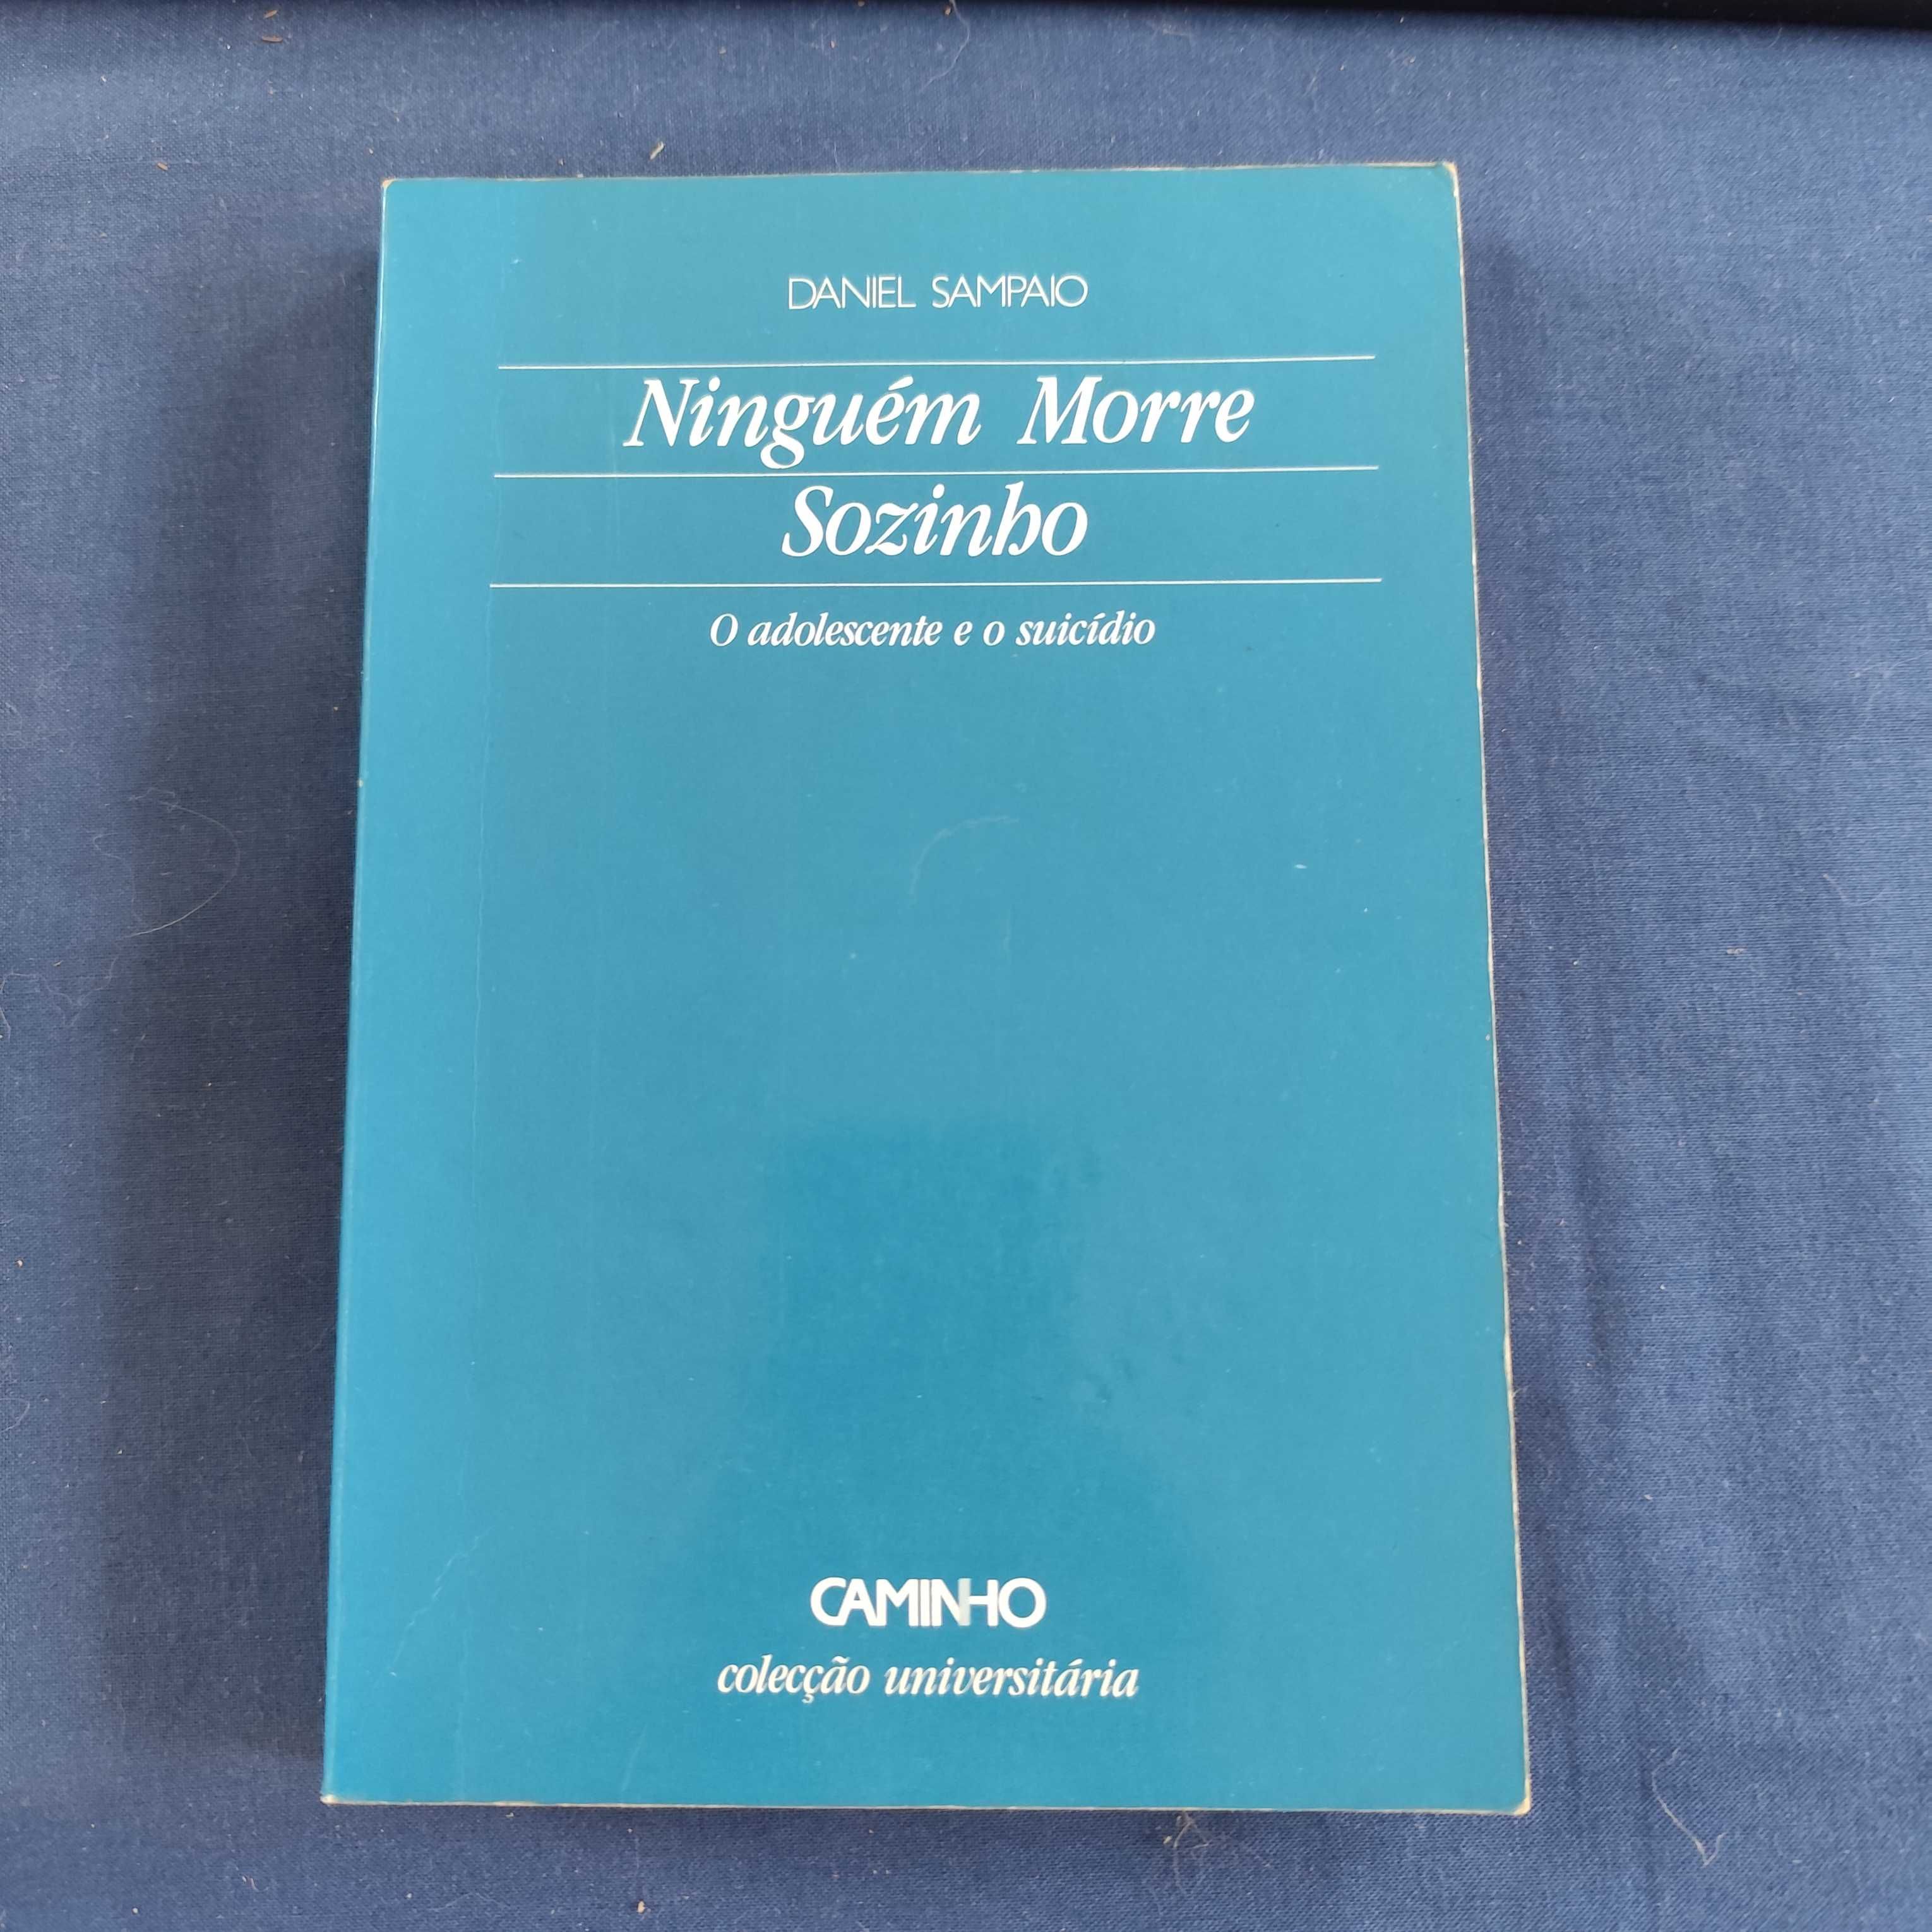 DANIEL SAMPAIO
Ninguém Morre
Sozinho
O adolescente e o suicídio
CAMINHO
colecção universitária